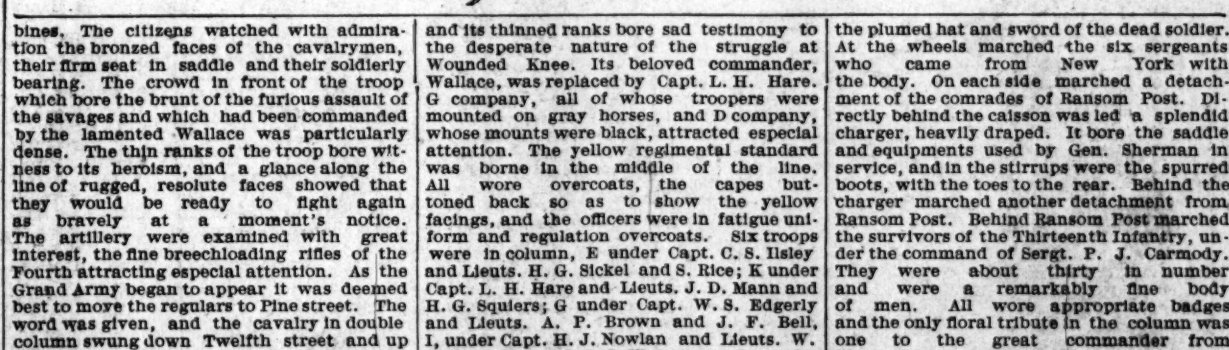 bines. The citizens watched with admira-
tion the bronzed faces of the cavalrymen,
their firm seat in saddle and their soldierly
bearing. The crowd in front of the troop
which bore the brunt of the furious assault of
the savages and which had been commanded
by the lamented Wallace was particularly
dense. The thin ranks of the troop bore wit-
ness to its heroism, and a glance along the
line of rugged, resolute faces showed that
they would be ready to fight again
as bravely at a moment's notice.
The artillery were examined with great
interest, the fine breechloading rifles of the
Fourth attracting especial attention. As the
Grand Army began to appear it was deemed
best to move the regulars to Pine street. The
word was given, and the cavalry in double
column swung down Twelfth street and up
and its thinned ranks bore sad testimony to
the desperate nature of the struggle at
Wounded Knee. Its beloved commander,
Wallace, was replaced by Capt. L. H. Hare.
G company, all of whose troopers were
mounted on gray horses, and D company,
whose mounts were black, attracted especial
attention. The yellow regimental standard
was borne in the middle of the line.
All wore overcoats, the capes but-
toned back so as to show the yellow
facings, and the officers were in fatigue uni-
form and regulation overcoats. Six troops
were in column, E under Capt. C. S. Ilsley
and Lieuts. H. G. Sickel and S. Rice; K under
Capt. L. H. Hare and Lieuts. J. D. Mann and
H. G. Squiers; G under Capt. W. S. Edgerly
and Lieuts. A. P. Brown and J. F. Bell,
I, under Capt. H. J. Nowlan and Lieuts. W.
the plumed hat and sword of the dead soldier.
At the wheels marched the six sergeants
who came from New York with
the body. On each side marched a detach-
ment of the comrades of Ransom Post. Di-
rectly behind the caisson was led a splendid
charger, heavily draped. It bore the saddle
and equipments used by Gen. Sherman in
service, and in the stirrups were the spurred
boots, with the toes to the rear. Behind the
charger marched another detachment from
Ransom Post. Behind Ransom Post marched
the survivors of the Thirteenth Infantry, un-
der the command of Sergt. P. J. Carmody.
They were about thirty in number
and were a remarkably fine body
of men. All wore appropriate badges
and the only floral tribute in the column was
one to the great commander from